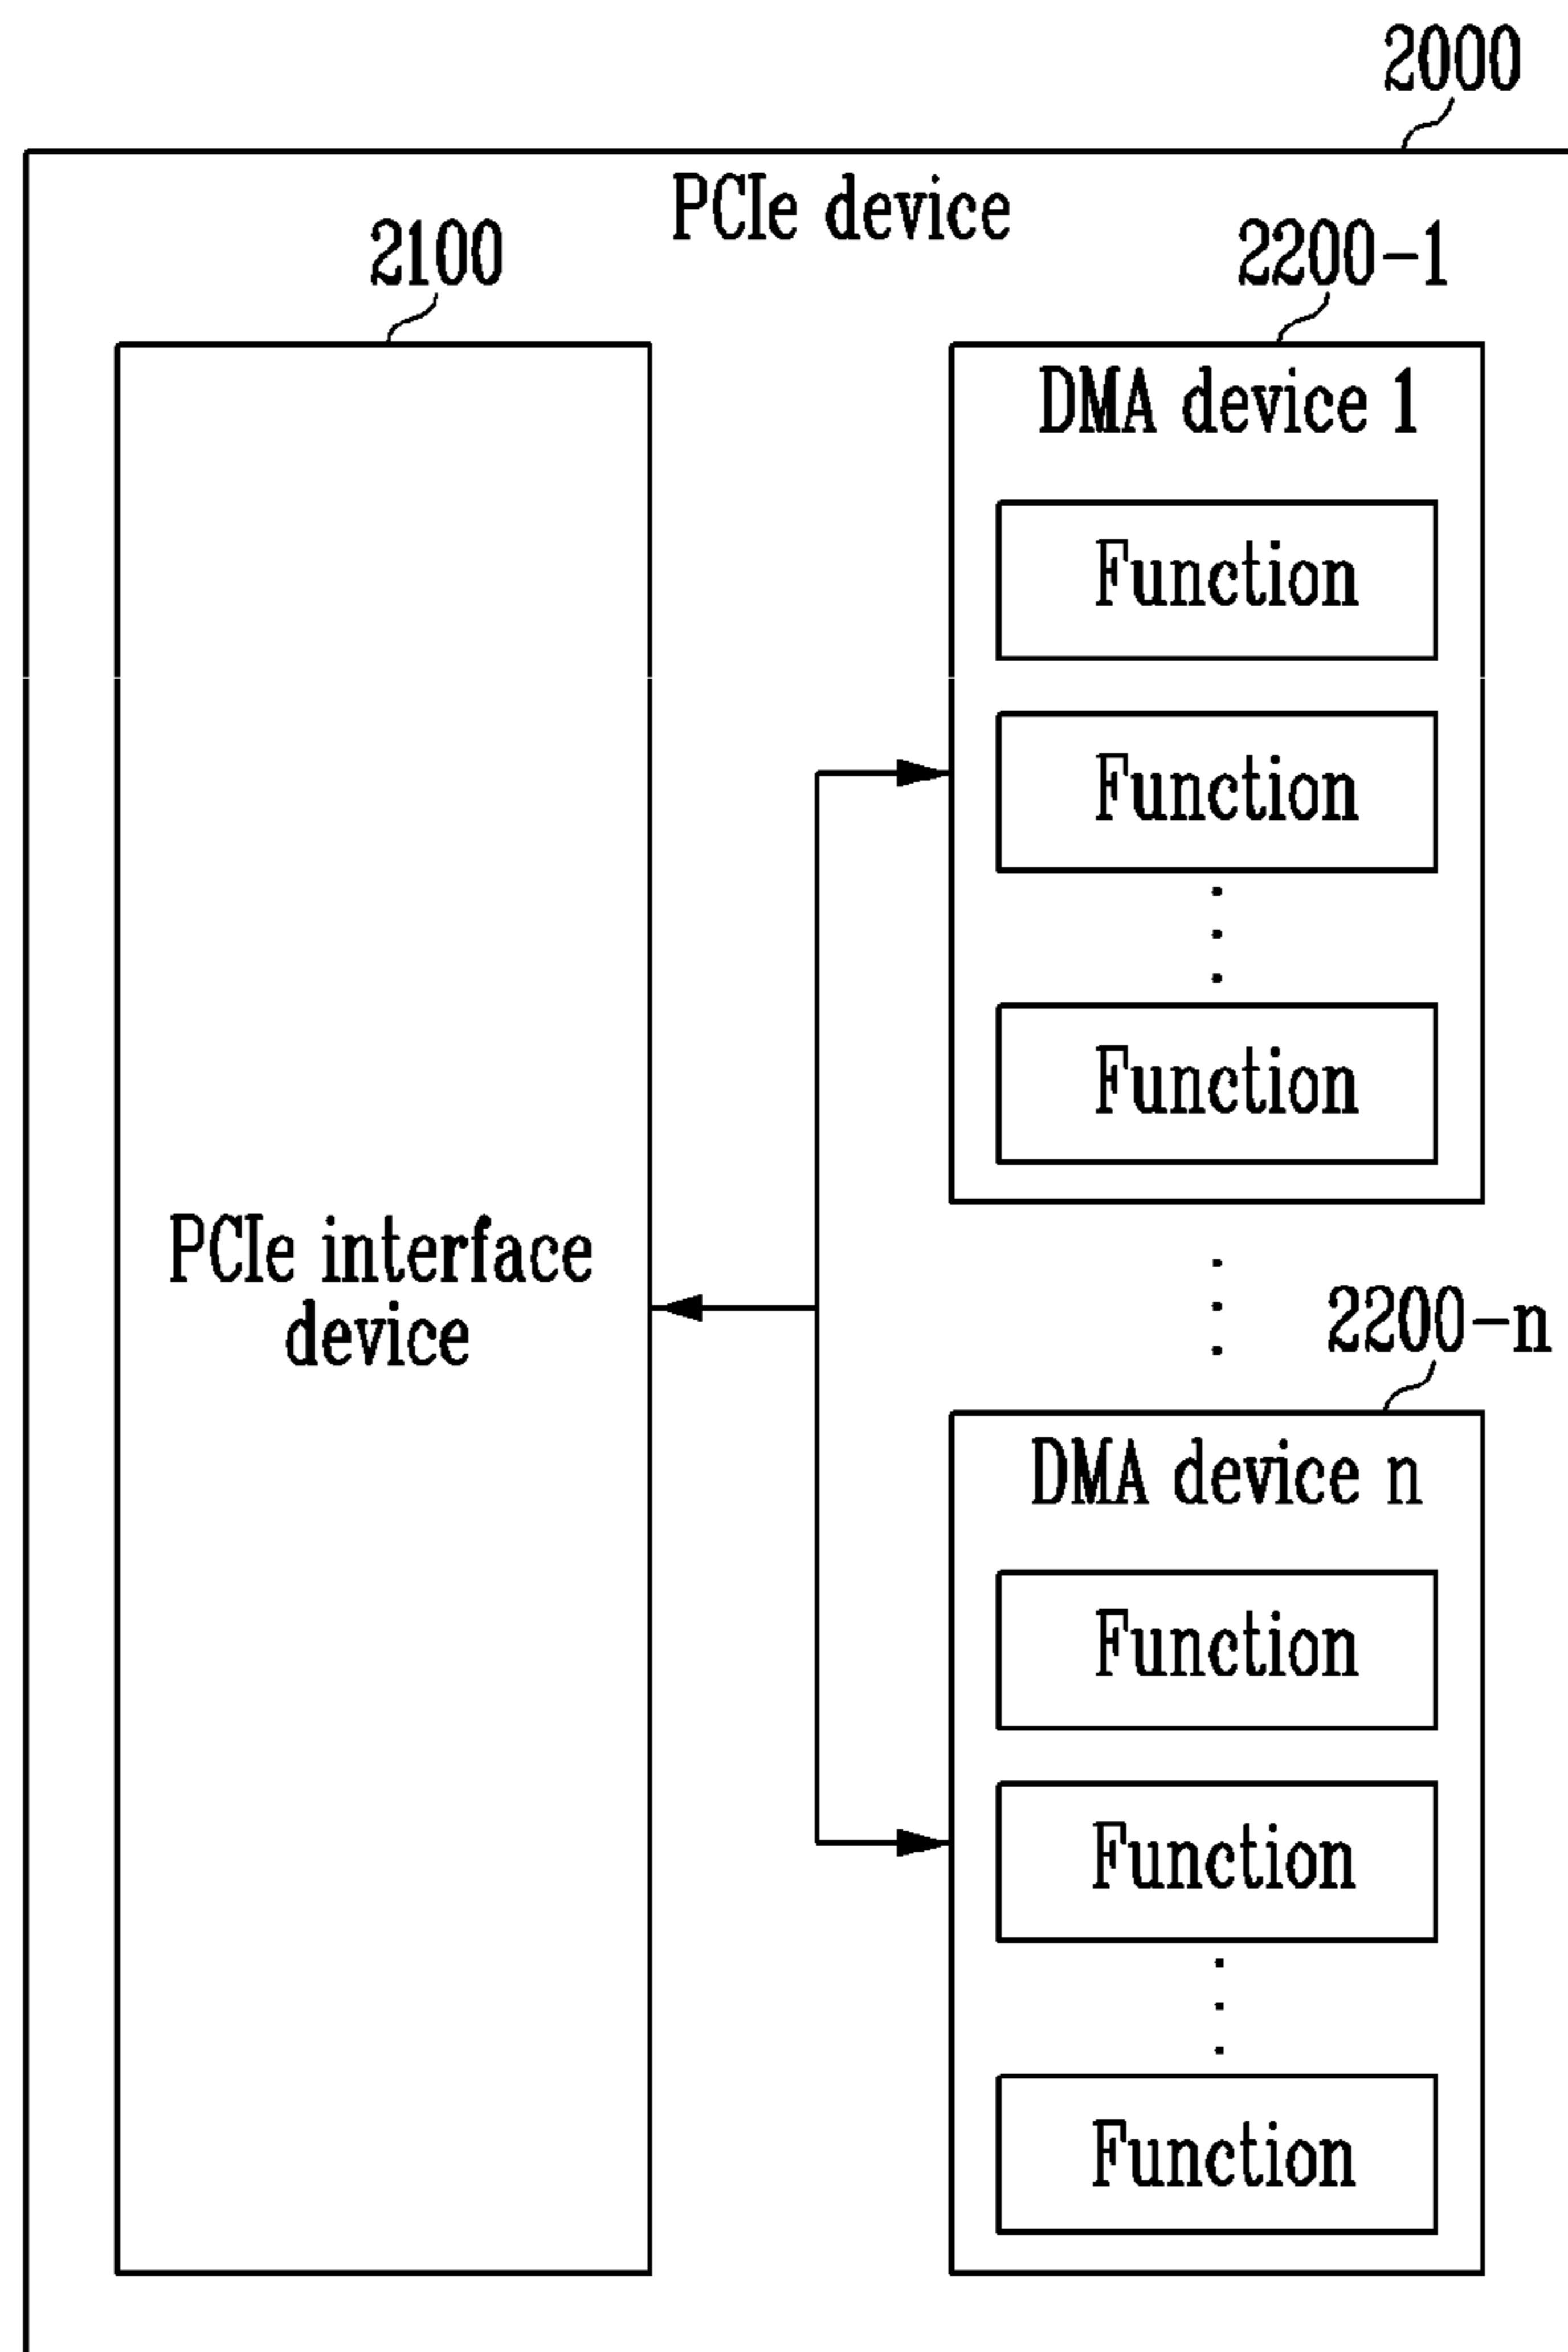 2000
PCIe device
2100
2200-1
DMA device 1
Function
Function
Function
PCIe interface
device
2200-n
DMA device n
Function
Function
Function